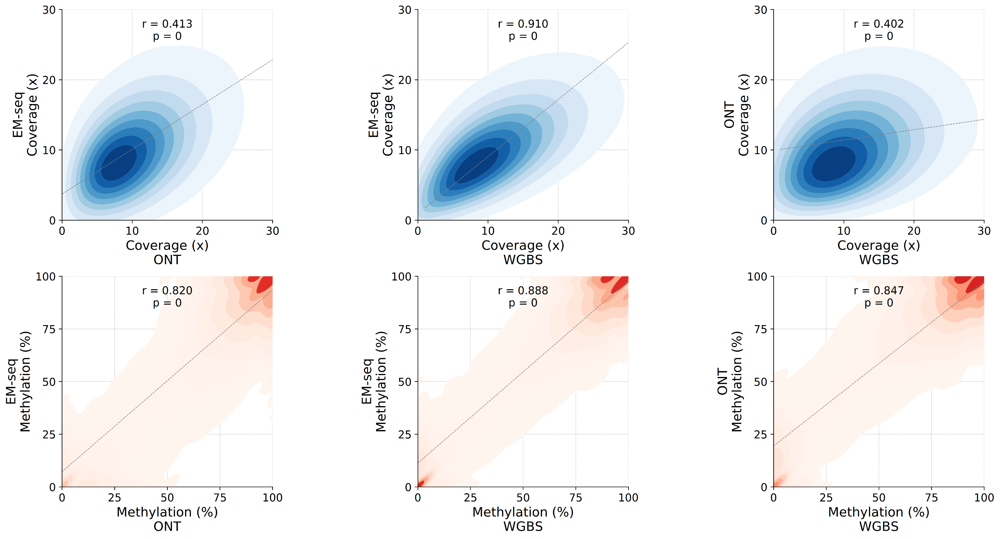 30
20
10
0
EM-seq
Coverage (x)
r = 0.413
p = 0
0 10 20 30
Coverage (x)
ONT
30
20
10
0
EM-seq
Coverage (x)
r = 0.910
p = 0
0 10 20 30
Coverage (x)
WGBS
30
20
10
0
ONT
Coverage (x)
r = 0.402
p = 0
0 10 20 30
Coverage (x)
WGBS
100
75
50
25
0
EM-seq
Methylation (%)
r = 0.820
p = 0
0 25 50 75 100
Methylation (%)
ONT
100
75
50
25
0
EM-seq
Methylation (%)
r = 0.888
p = 0
0 25 50 75 100
Methylation (%)
WGBS
100
75
50
25
0
ONT
Methylation (%)
r = 0.847
p = 0
0 25 50 75 100
Methylation (%)
WGBS